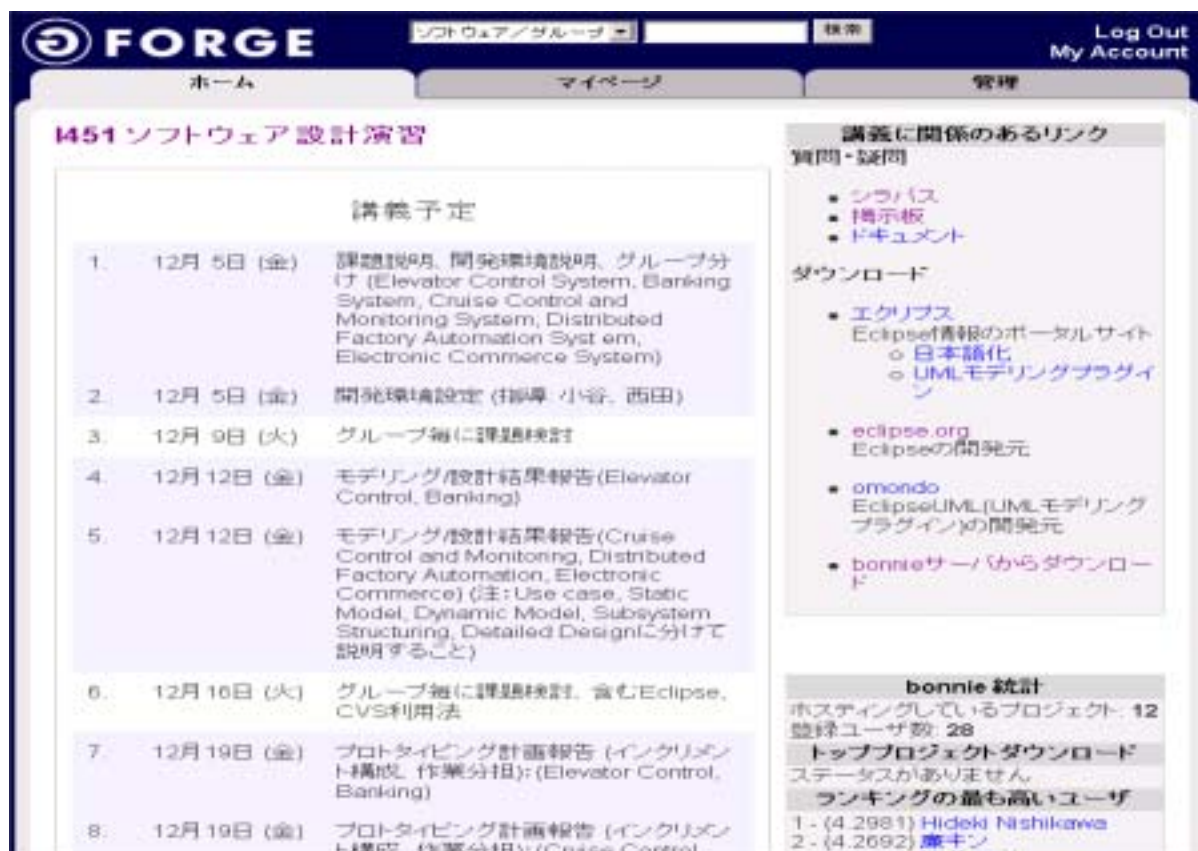 GFORGE
ソフトウェア/グループ
検索
Log Out
My Account
ホーム
マイページ
管理
I451 ソフトウェア設計演習
講義予定
1. 12月 5日 (金) 課題説明、開発環境説明、グループ分
け (Elevator Control System, Banking
System, Cruise Control and
Monitoring System, Distributed
Factory Automation Syst em,
Electronic Commerce System)
2. 12月 5日 (金) 開発環境設定 (指導 小谷、西田)
3. 12月 9日 (火) グループ毎に課題検討
4. 12月12日 (金) モデリング/設計結果報告(Elevator
Control, Banking)
5. 12月12日 (金) モデリング/設計結果報告(Cruise
Control and Monitoring, Distributed
Factory Automation, Electronic
Commerce) (注:Use case, Static
Model, Dynamic Model, Subsystem
Structuring, Detailed Designに分けて
説明すること)
6. 12月16日 (火) グループ毎に課題検討、含むEclipse、
CVS利用法
7. 12月19日 (金) プロトタイピング計画報告 (インクリメン
ト構成、作業分担):(Elevator Control,
Banking)
8. 12月19日 (金) プロトタイピング計画報告 (インクリメン
ト構成、作業分担):(Cruise Control,
講義に関係のあるリンク
質問・疑問
シラバス
掲示板
ドキュメント
ダウンロード
エクリプス
Eclipse情報のポータルサイト
日本語化
UMLモデリングプラグイ
ン
eclipse.org
Eclipseの開発元
omondo
EclipseUML(UMLモデリング
プラグイン)の開発元
bonnieサーバからダウンロー
ド
bonnie 統計
ホスティングしているプロジェクト: 12
登録ユーザ数: 28
トッププロジェクトダウンロード
ステータスがありません
ランキングの最も高いユーザ
1 - (4.2981) Hideki Nishikawa
2 - (4.2692) キン